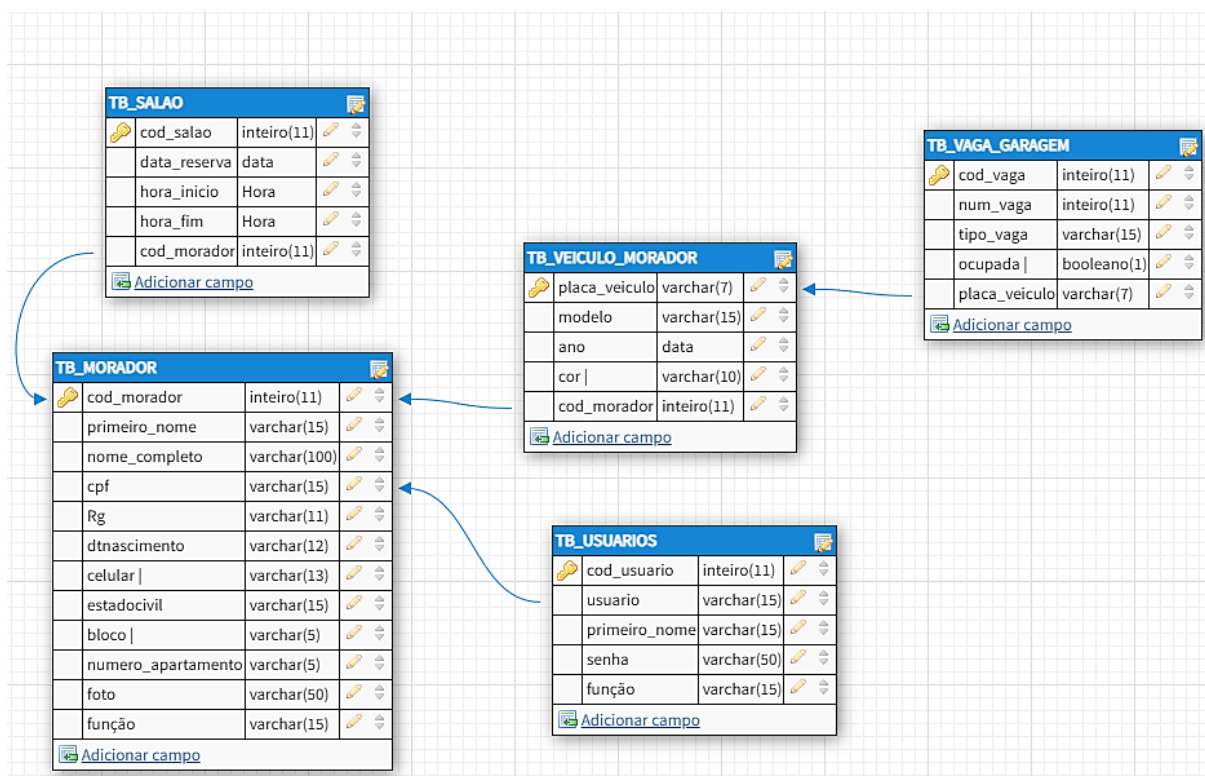 TB_SALAO
cod_salao inteiro(11)
data_reserva data
hora_inicio Hora
hora_fim Hora
cod_morador inteiro(11)
Adicionar campo
TB_MORADOR
cod_morador inteiro(11)
primeiro_nome varchar(15)
nome_completo varchar(100)
cpf varchar(15)
Rg varchar(11)
dtnascimento varchar(12)
celular | varchar(13)
estadocivil varchar(15)
bloco | varchar(5)
numero_apartamento varchar(5)
foto varchar(50)
função varchar(15)
Adicionar campo
TB_VEICULO_MORADOR
placa_veiculo varchar(7)
modelo varchar(15)
ano data
cor | varchar(10)
cod_morador inteiro(11)
Adicionar campo
TB_USUARIOS
cod_usuario inteiro(11)
usuario varchar(15)
primeiro_nome varchar(15)
senha varchar(50)
função varchar(15)
Adicionar campo
TB_VAGA_GARAGEM
cod_vaga inteiro(11)
num_vaga inteiro(11)
tipo_vaga varchar(15)
ocupada | booleano(1)
placa_veiculo varchar(7)
Adicionar campo